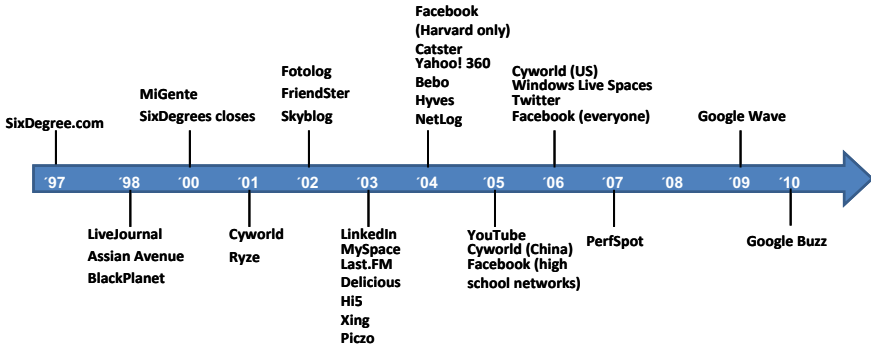 Facebook
(Harvard only)
Catster
Yahoo! 360
Bebo
Hyves
NetLog
Cyworld (US)
Windows Live Spaces
Twitter
Facebook (everyone)
Fotolog
FriendSter
Skyblog
MiGente
SixDegrees closes
SixDegree.com
Google Wave
´97 ´98 ´00 ´01 ´02 ´03 ´04 ´05 ´06 ´07 ´08 ´09 ´10
LiveJournal
Assian Avenue
BlackPlanet
Cyworld
Ryze
LinkedIn
MySpace
Last.FM
Delicious
Hi5
Xing
Piczo
YouTube
Cyworld (China)
Facebook (high
school networks)
PerfSpot
Google Buzz